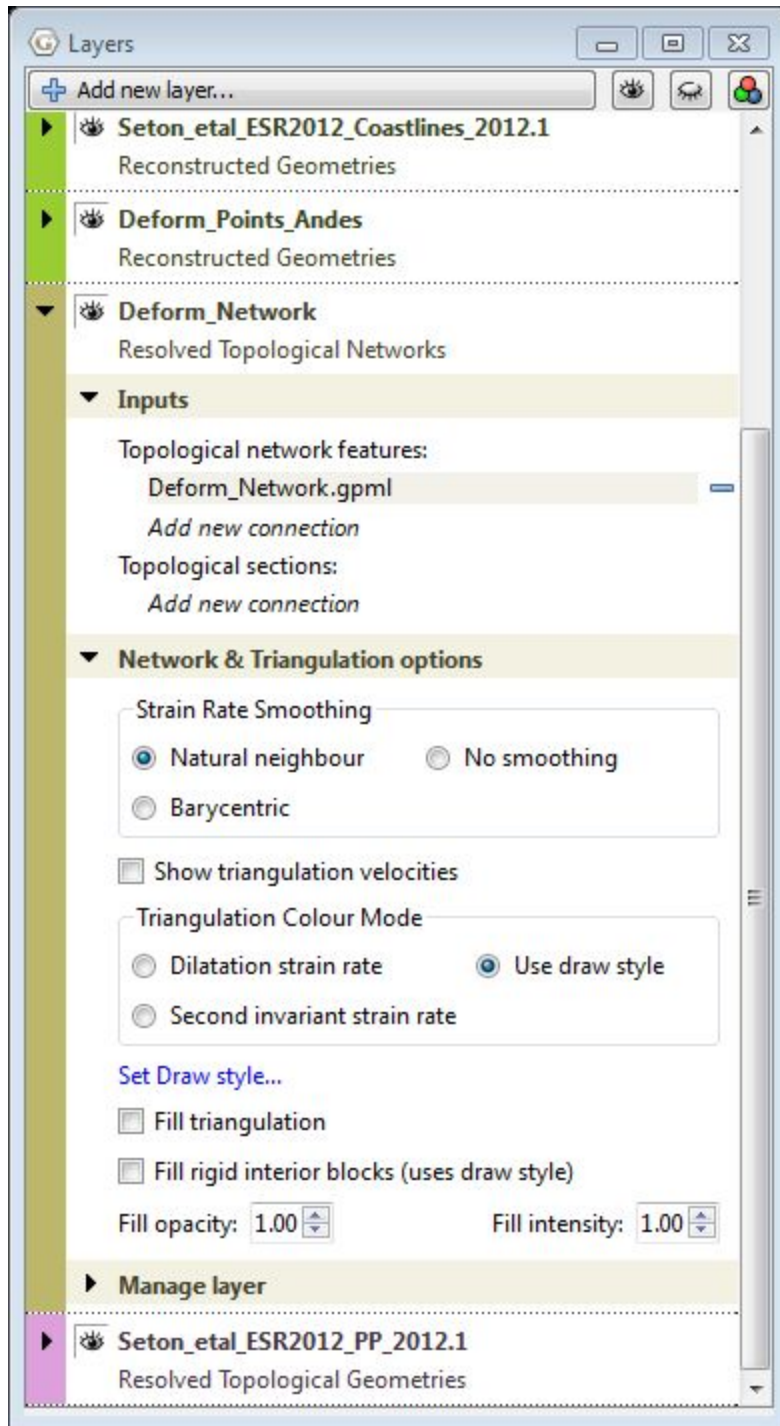 Layers
Add new layer...
Seton_etal_ESR2012_Coastlines_2012.1
Reconstructed Geometries
Deform_Points_Andes
Reconstructed Geometries
Deform_Network
Resolved Topological Networks
Inputs
Topological network features:
Deform_Network.gpml
Add new connection
Topological sections:
Add new connection
Network & Triangulation options
Strain Rate Smoothing
Natural neighbour No smoothing
Barycentric
Show triangulation velocities
Triangulation Colour Mode
Dilatation strain rate Use draw style
Second invariant strain rate
Set Draw style...
Fill triangulation
Fill rigid interior blocks (uses draw style)
Fill opacity: 1.00 Fill intensity: 1.00
Manage layer
Seton_etal_ESR2012_PP_2012.1
Resolved Topological Geometries